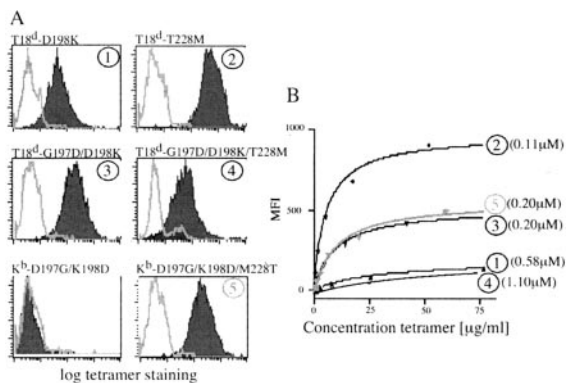 A
T18d-D198K
T18d-T228M
1
2
T18d-G197D/D198K
T18d-G197D/D198K/T228M
3
4
Kb-D197G/K198D
Kb-D197G/K198D/M228T
5
log tetramer staining
B
1000
500
0
MFI
0
25
50
75
Concentration tetramer [µg/ml]
2 (0.11µM)
5 (0.20µM)
3 (0.20µM)
1 (0.58µM)
4 (1.10µM)